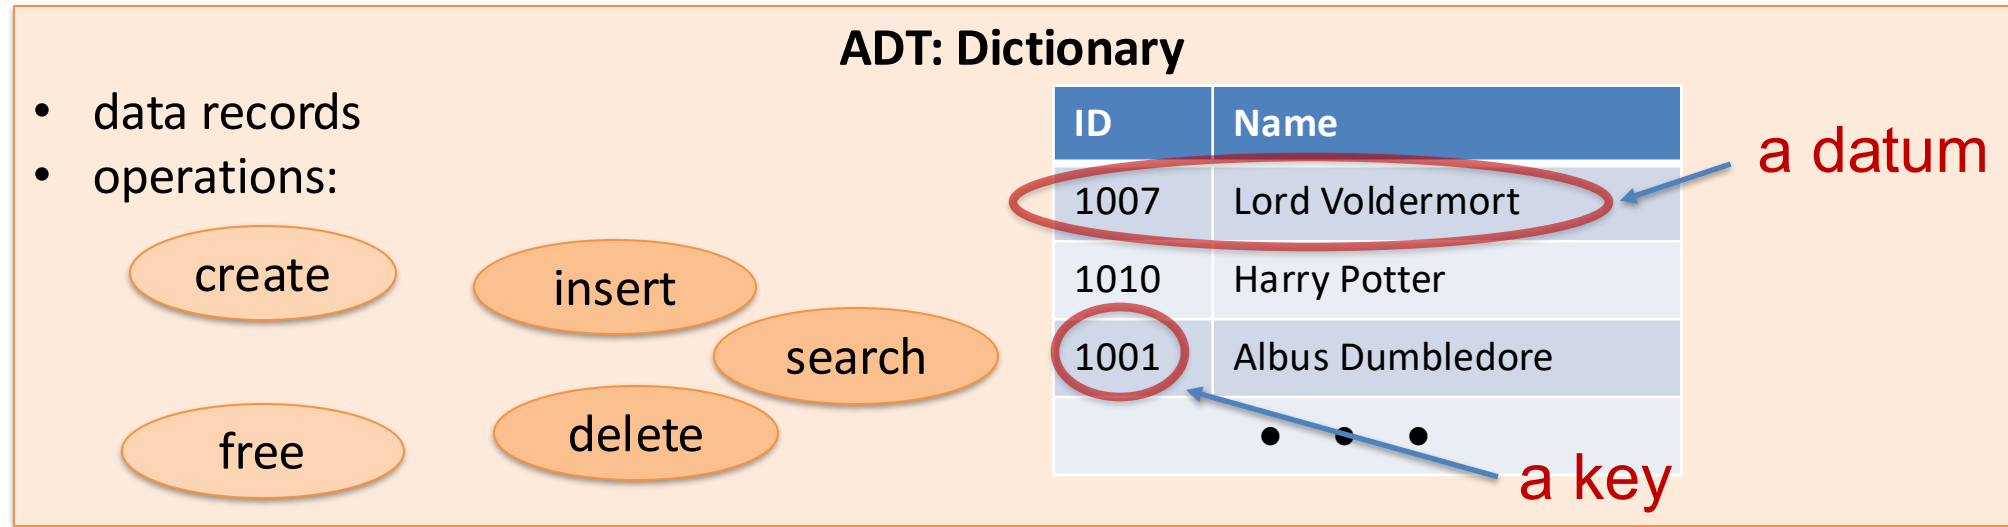 ADT: Dictionary
• data records
• operations:
create
insert
search
delete
free
ID Name
1007 Lord Voldermort
1010 Harry Potter
1001 Albus Dumbledore
• • •
a datum
a key